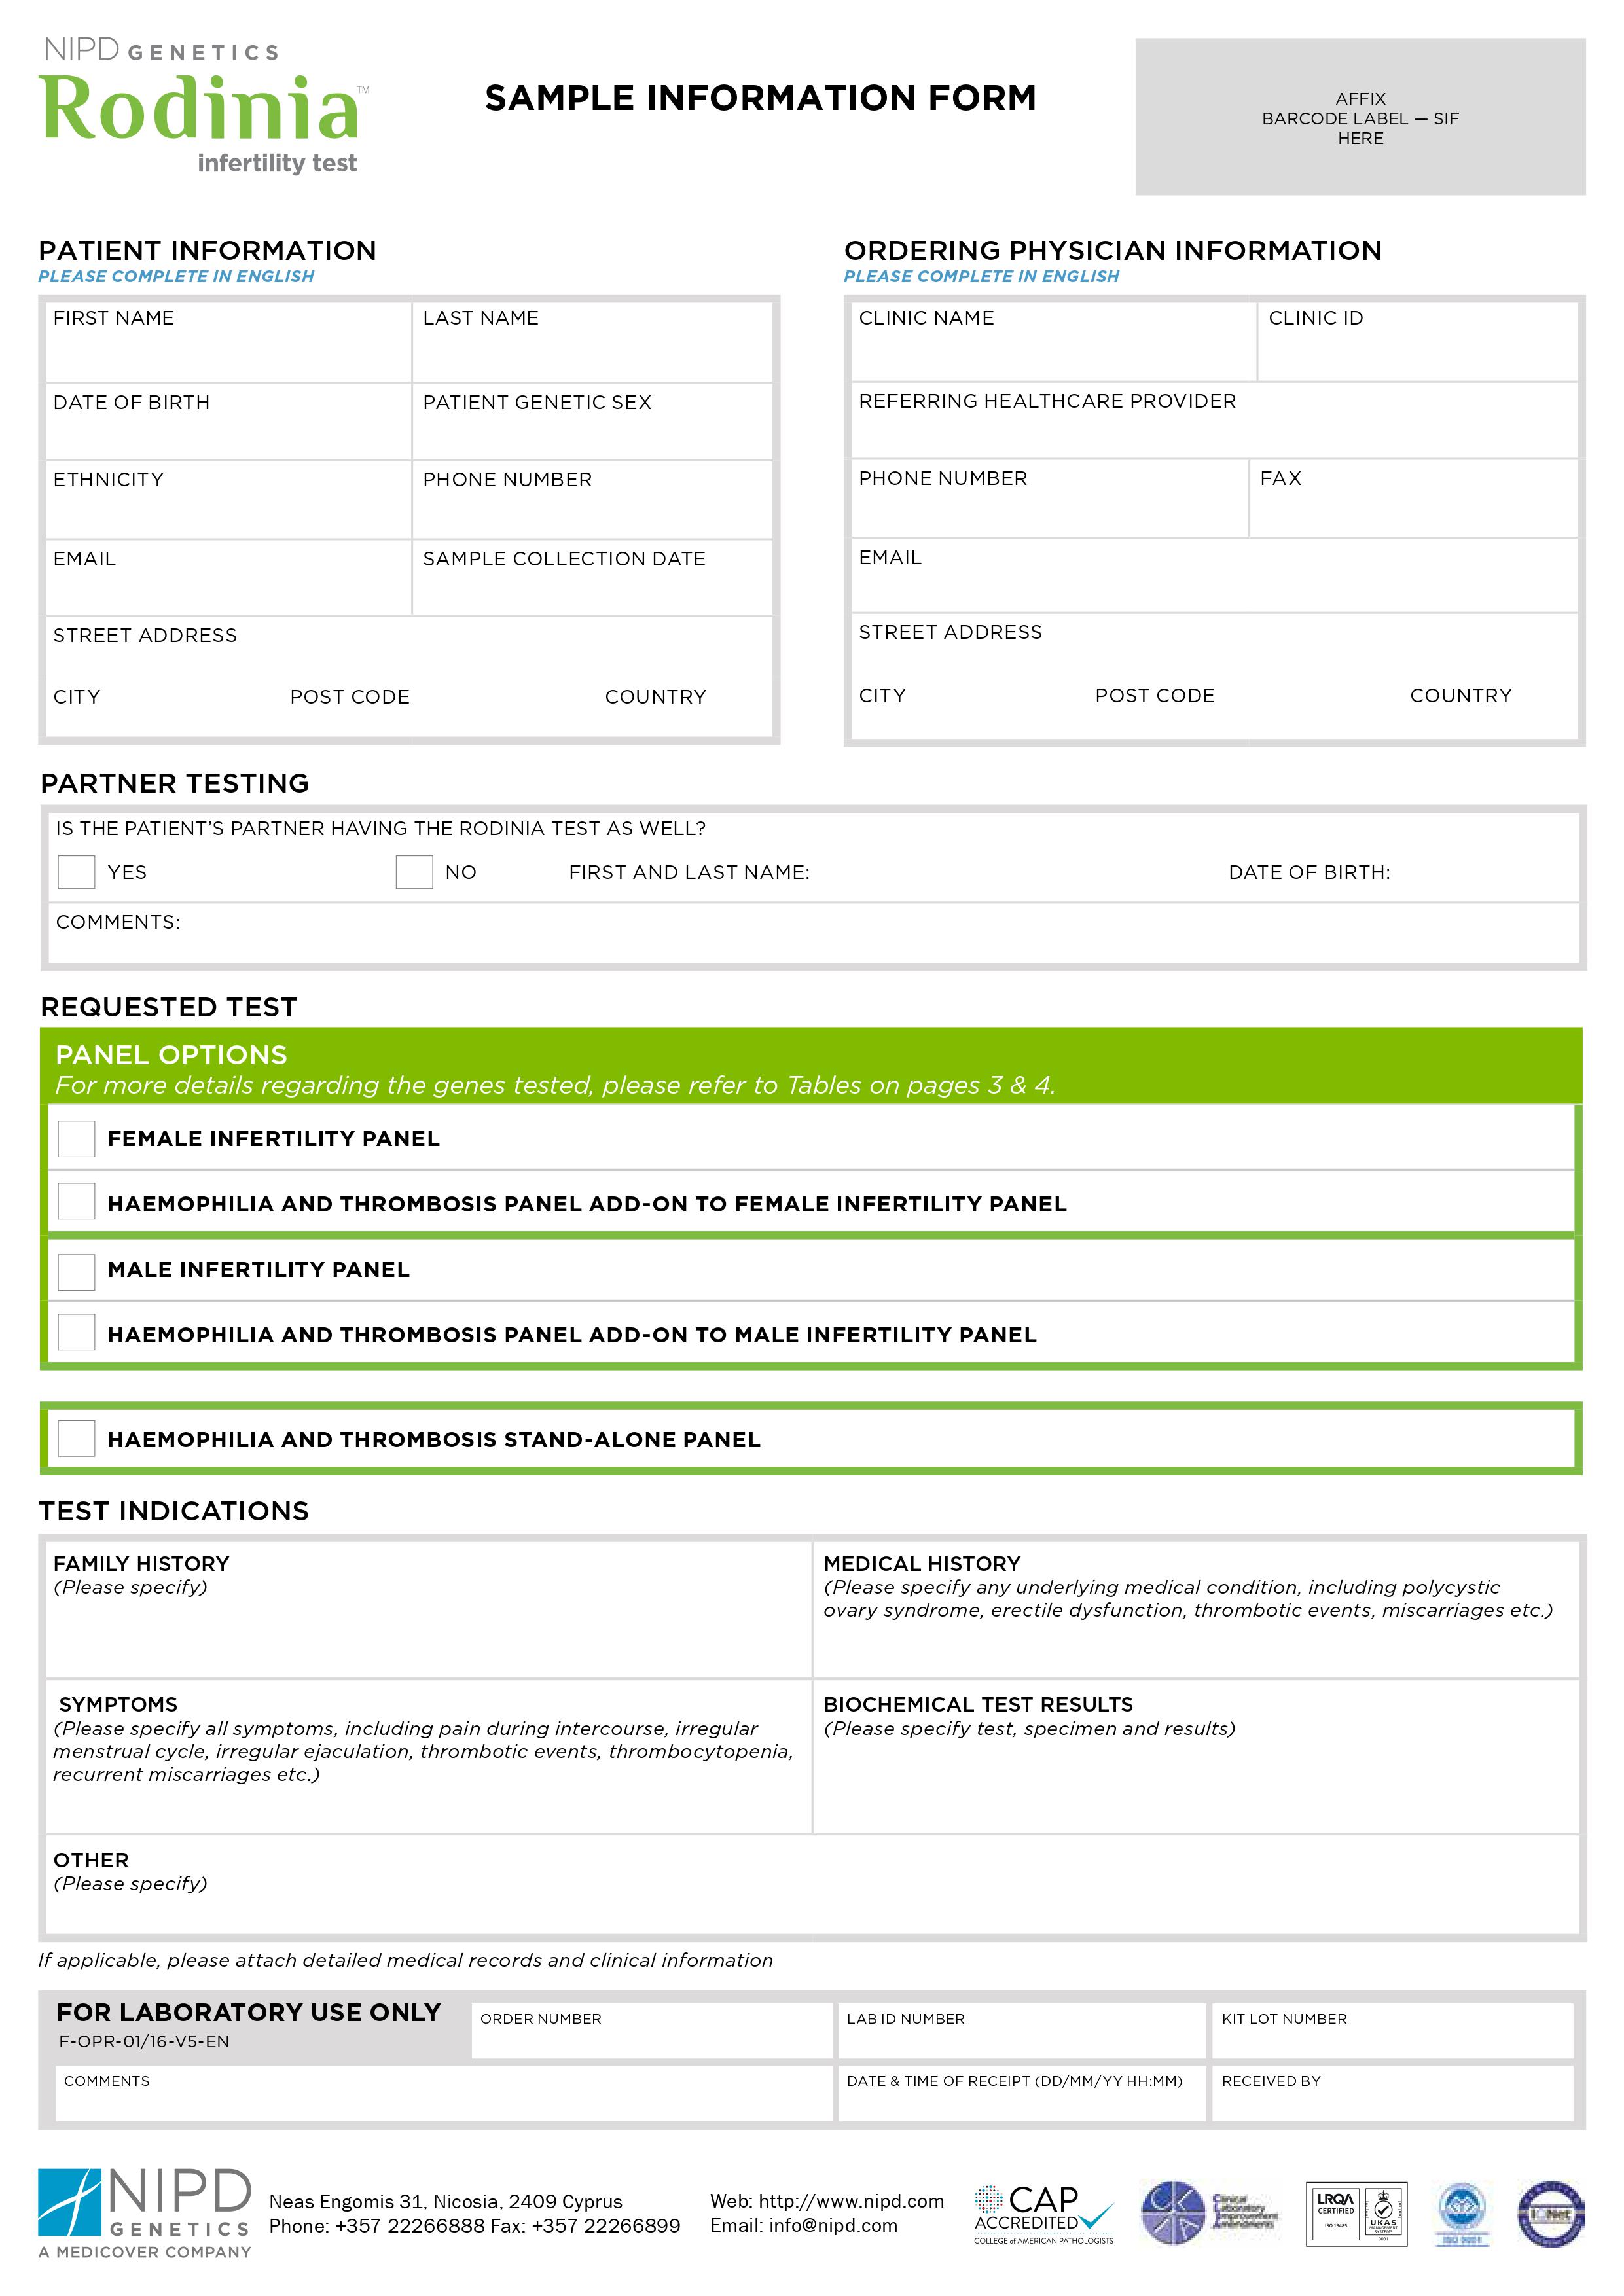 NIPD GENETICS
Rodinia™
infertility test
SAMPLE INFORMATION FORM
AFFIX
BARCODE LABEL — SIF
HERE
PATIENT INFORMATION
PLEASE COMPLETE IN ENGLISH
FIRST NAME
LAST NAME
DATE OF BIRTH
PATIENT GENETIC SEX
ETHNICITY
PHONE NUMBER
EMAIL
SAMPLE COLLECTION DATE
STREET ADDRESS
CITY
POST CODE
COUNTRY
ORDERING PHYSICIAN INFORMATION
PLEASE COMPLETE IN ENGLISH
CLINIC NAME
CLINIC ID
REFERRING HEALTHCARE PROVIDER
PHONE NUMBER
FAX
EMAIL
STREET ADDRESS
CITY
POST CODE
COUNTRY
PARTNER TESTING
IS THE PATIENT’S PARTNER HAVING THE RODINIA TEST AS WELL?
YES
NO
FIRST AND LAST NAME:
DATE OF BIRTH:
COMMENTS:
REQUESTED TEST
PANEL OPTIONS
For more details regarding the genes tested, please refer to Tables on pages 3 & 4.
FEMALE INFERTILITY PANEL
HAEMOPHILIA AND THROMBOSIS PANEL ADD-ON TO FEMALE INFERTILITY PANEL
MALE INFERTILITY PANEL
HAEMOPHILIA AND THROMBOSIS PANEL ADD-ON TO MALE INFERTILITY PANEL
HAEMOPHILIA AND THROMBOSIS STAND-ALONE PANEL
TEST INDICATIONS
FAMILY HISTORY
(Please specify)
MEDICAL HISTORY
(Please specify any underlying medical condition, including polycystic
ovary syndrome, erectile dysfunction, thrombotic events, miscarriages etc.)
SYMPTOMS
(Please specify all symptoms, including pain during intercourse, irregular
menstrual cycle, irregular ejaculation, thrombotic events, thrombocytopenia,
recurrent miscarriages etc.)
BIOCHEMICAL TEST RESULTS
(Please specify test, specimen and results)
OTHER
(Please specify)
If applicable, please attach detailed medical records and clinical information
FOR LABORATORY USE ONLY
F-OPR-01/16-V5-EN
ORDER NUMBER
LAB ID NUMBER
KIT LOT NUMBER
COMMENTS
DATE & TIME OF RECEIPT (DD/MM/YY HH:MM)
RECEIVED BY
NIPD
GENETICS
A MEDICOVER COMPANY
Neas Engomis 31, Nicosia, 2409 Cyprus
Phone: +357 22266888 Fax: +357 22266899
Web: http://www.nipd.com
Email: info@nipd.com
CAP
ACCREDITED
COLLEGE of AMERICAN PATHOLOGISTS
Clinical
Laboratory
Improvement
Amendments
LRQA
CERTIFIED
ISO 13485
UKAS
MANAGEMENT
SYSTEMS
0001
ISO 9001
IQNet